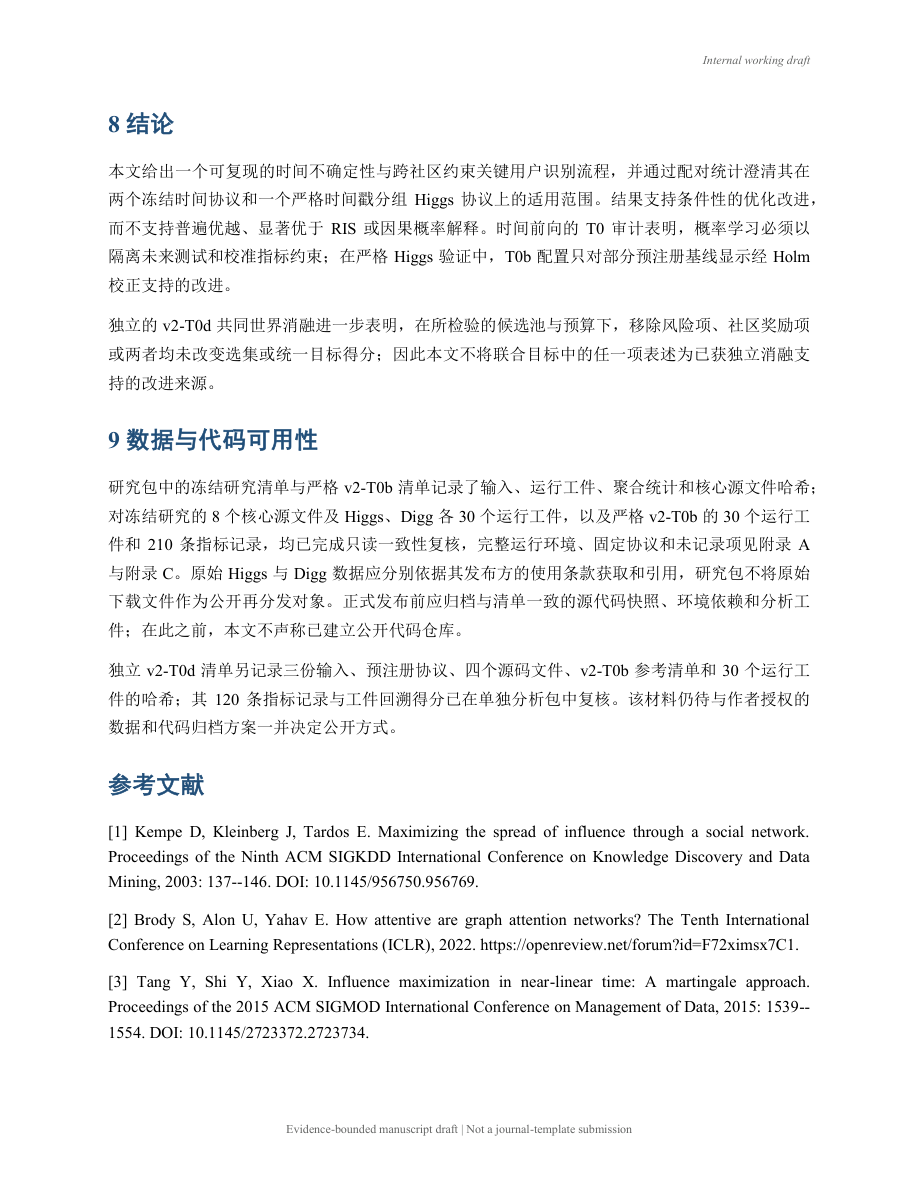 Internal working draft
8 结论
本文给出一个可复现的时间不确定性与跨社区约束关键用户识别流程，并通过配对统计澄清其在
两个冻结时间协议和一个严格时间戳分组 Higgs 协议上的适用范围。结果支持条件性的优化改进，
而不支持普遍优越、显著优于 RIS 或因果概率解释。时间前向的 T0 审计表明，概率学习必须以
隔离未来测试和校准指标约束；在严格 Higgs 验证中，T0b 配置只对部分预注册基线显示经 Holm
校正支持的改进。
独立的 v2-T0d 共同世界消融进一步表明，在所检验的候选池与预算下，移除风险项、社区奖励项
或两者均未改变选集或统一目标得分；因此本文不将联合目标中的任一项表述为已获独立消融支
持的改进来源。
9 数据与代码可用性
研究包中的冻结研究清单与严格 v2-T0b 清单记录了输入、运行工件、聚合统计和核心源文件哈希；
对冻结研究的 8 个核心源文件及 Higgs、Digg 各 30 个运行工件，以及严格 v2-T0b 的 30 个运行工
件和 210 条指标记录，均已完成只读一致性复核，完整运行环境、固定协议和未记录项见附录 A
与附录 C。原始 Higgs 与 Digg 数据应分别依据其发布方的使用条款获取和引用，研究包不将原始
下载文件作为公开再分发对象。正式发布前应归档与清单一致的源代码快照、环境依赖和分析工
件；在此之前，本文不声称已建立公开代码仓库。
独立 v2-T0d 清单另记录三份输入、预注册协议、四个源码文件、v2-T0b 参考清单和 30 个运行工
件的哈希；其 120 条指标记录与工件回溯得分已在单独分析包中复核。该材料仍待与作者授权的
数据和代码归档方案一并决定公开方式。
参考文献
[1] Kempe D, Kleinberg J, Tardos E. Maximizing the spread of influence through a social network.
Proceedings of the Ninth ACM SIGKDD International Conference on Knowledge Discovery and Data
Mining, 2003: 137--146. DOI: 10.1145/956750.956769.
[2] Brody S, Alon U, Yahav E. How attentive are graph attention networks? The Tenth International
Conference on Learning Representations (ICLR), 2022. https://openreview.net/forum?id=F72ximsx7C1.
[3] Tang Y, Shi Y, Xiao X. Influence maximization in near-linear time: A martingale approach.
Proceedings of the 2015 ACM SIGMOD International Conference on Management of Data, 2015: 1539--
1554. DOI: 10.1145/2723372.2723734.
Evidence-bounded manuscript draft | Not a journal-template submission